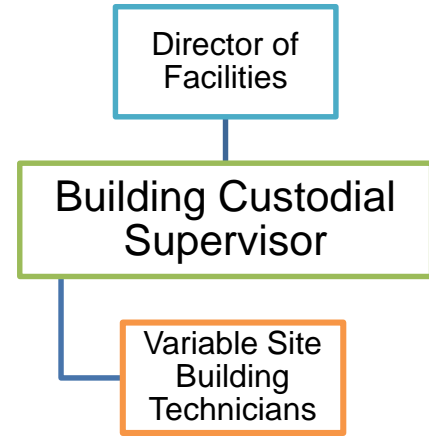 Director of
Facilities
Building Custodial
Supervisor
Variable Site
Building
Technicians